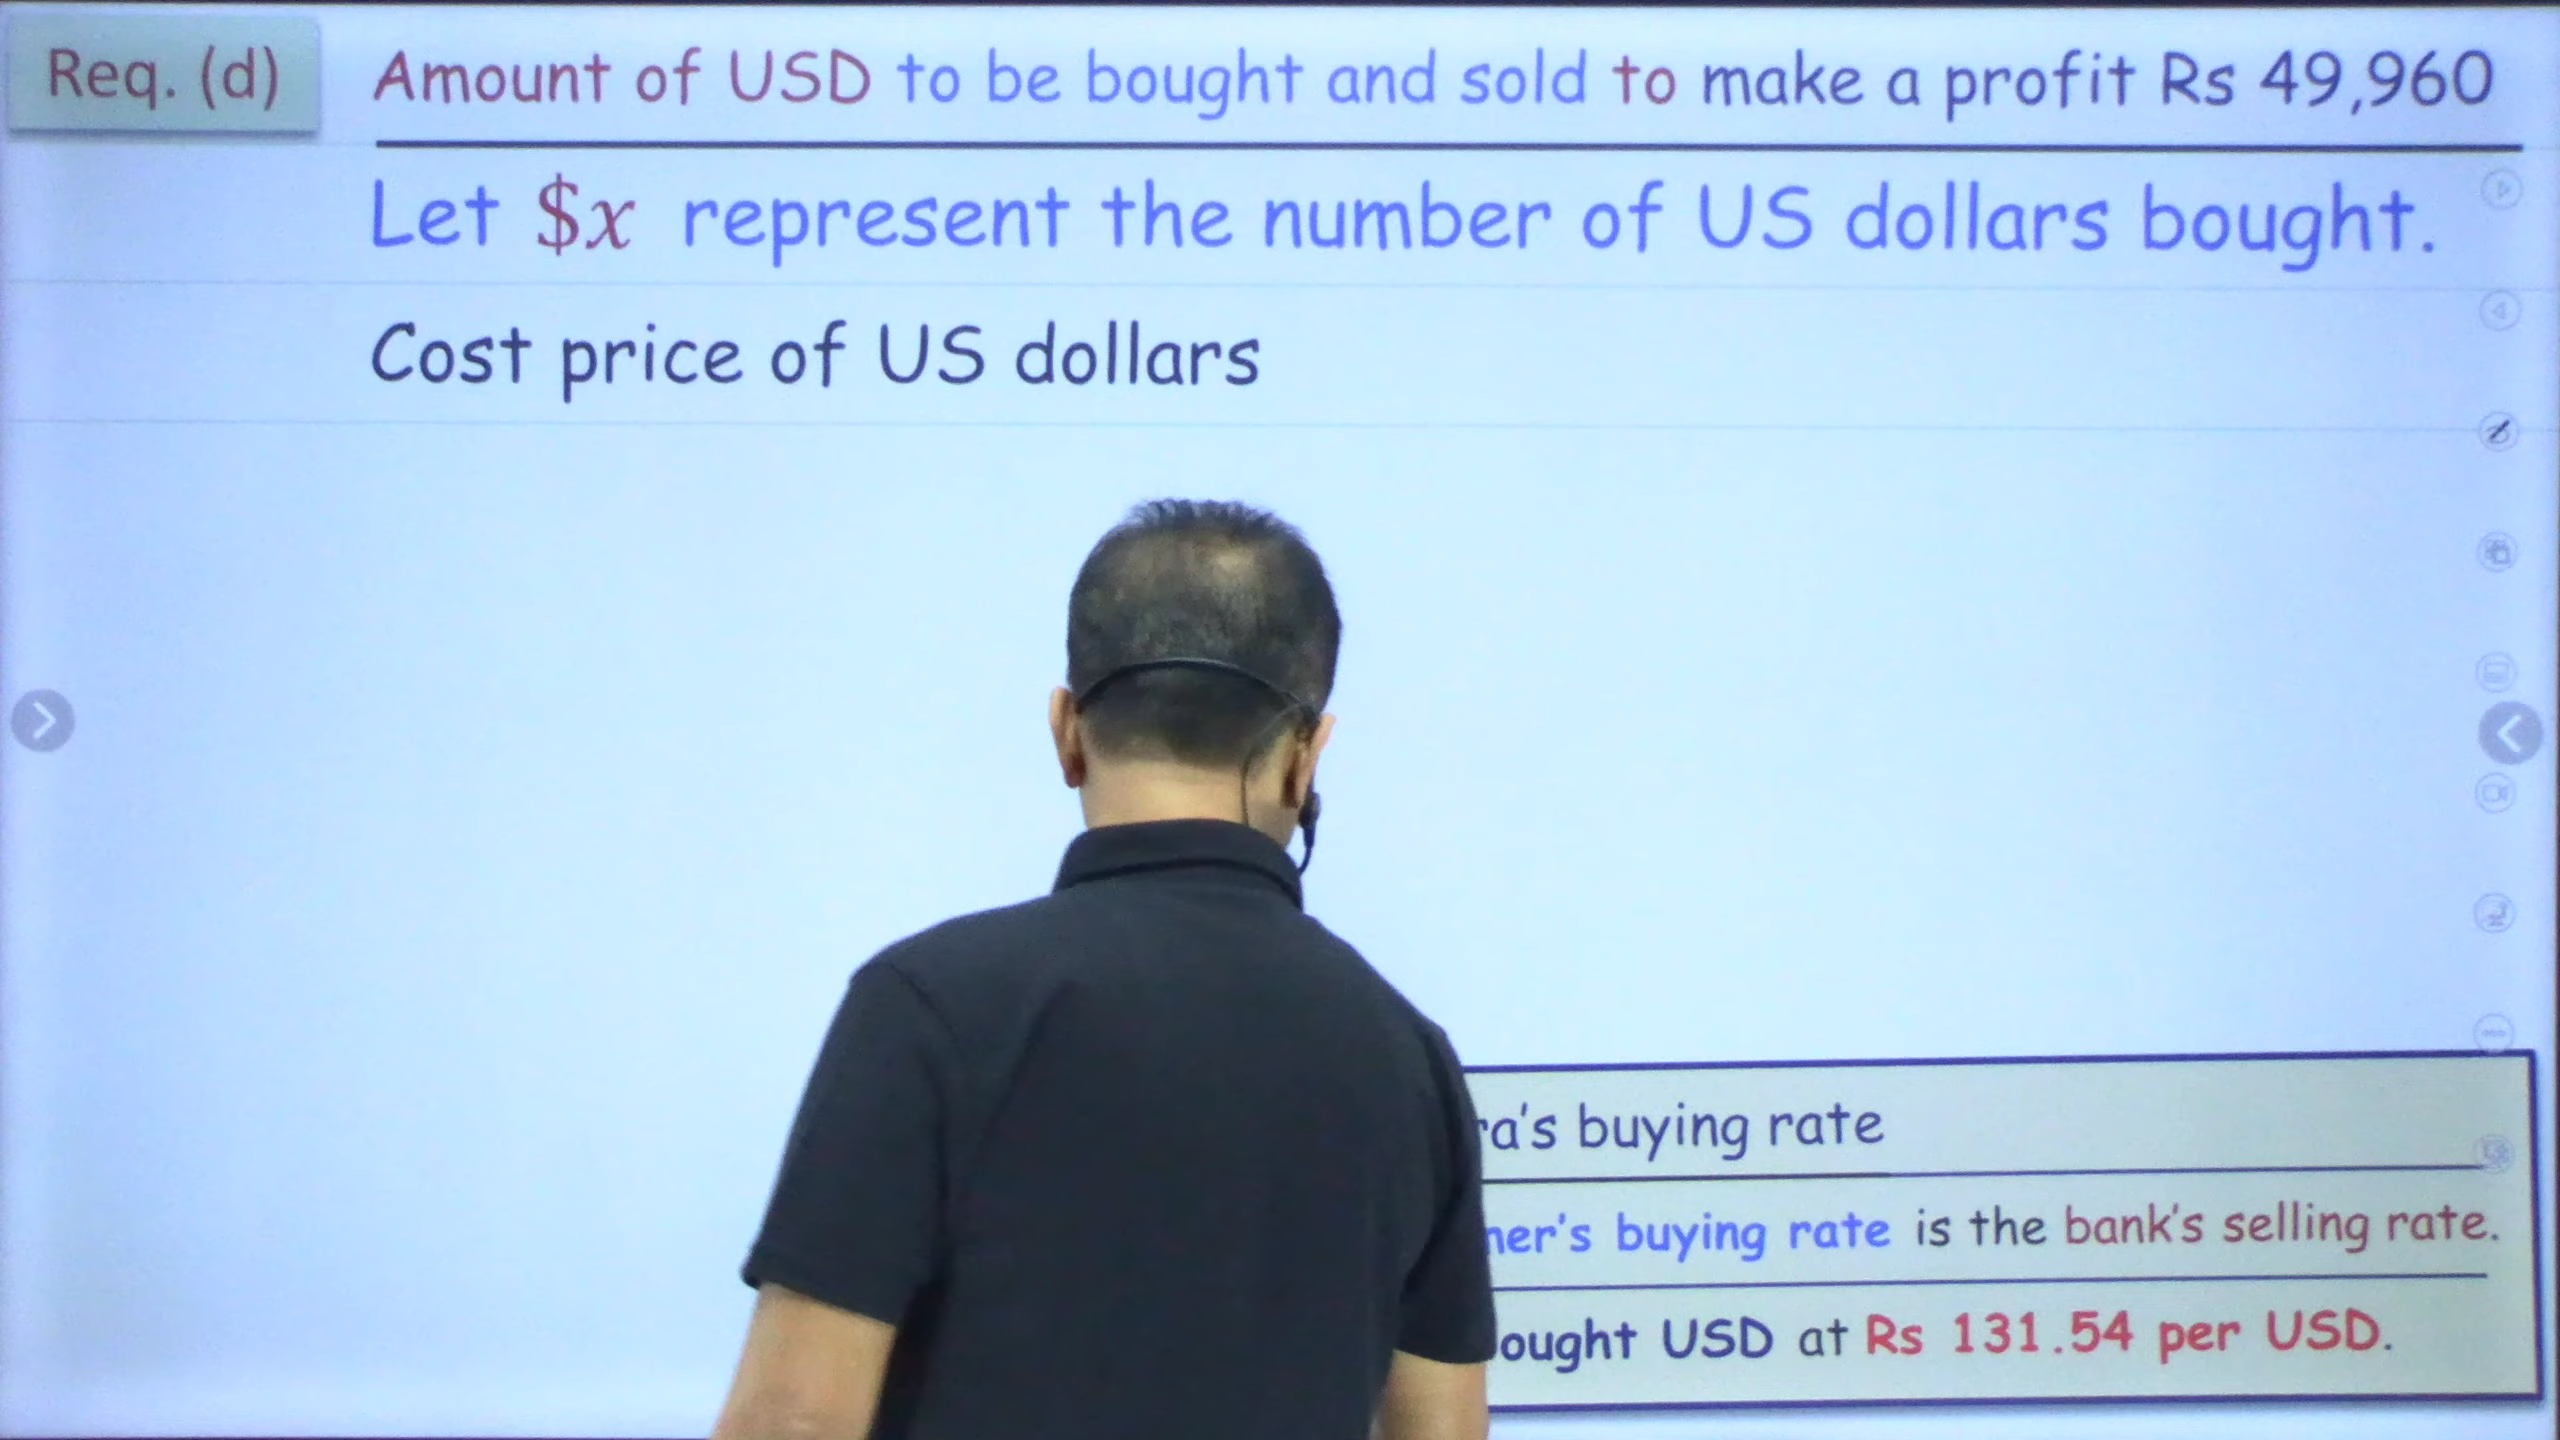 Req. (d) Amount of USD to be bought and sold to make a profit Rs 49,960
Let $x represent the number of US dollars bought.
Cost price of US dollars
buying rate
buying rate is the bank's selling rate.
USD at Rs 131.54 per USD.